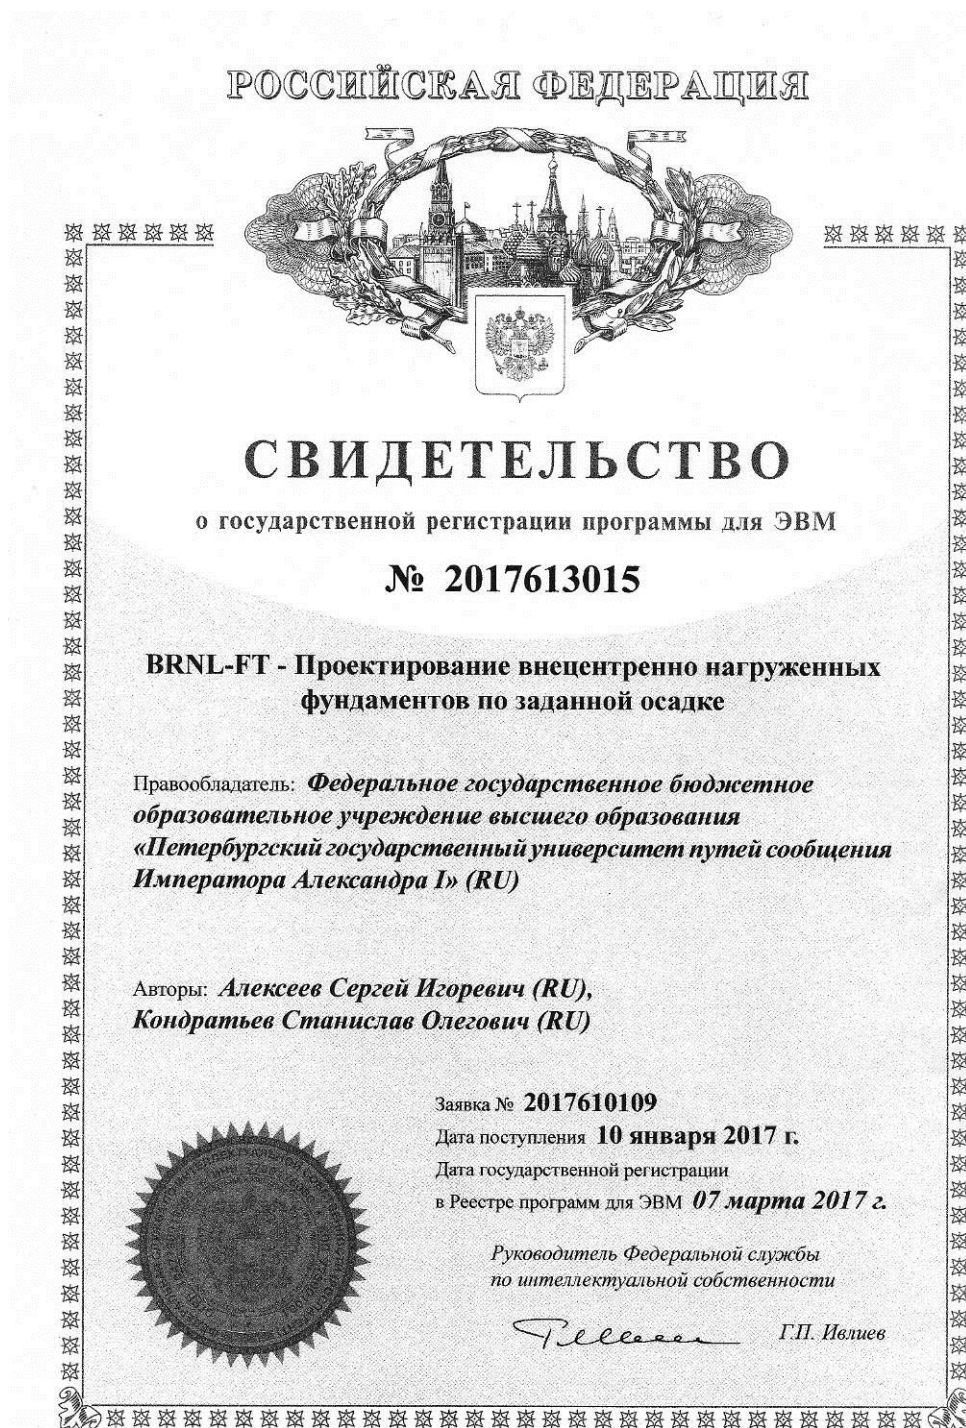 РОССИЙСКАЯ ФЕДЕРАЦИЯ
СВИДЕТЕЛЬСТВО
о государственной регистрации программы для ЭВМ
№ 2017613015
BRNL-FT - Проектирование внецентренно нагруженных
фундаментов по заданной осадке
Правообладатель: Федеральное государственное бюджетное
образовательное учреждение высшего образования
«Петербургский государственный университет путей сообщения
Императора Александра I» (RU)
Авторы: Алексеев Сергей Игоревич (RU),
Кондратьев Станислав Олегович (RU)
Заявка № 2017610109
Дата поступления 10 января 2017 г.
Дата государственной регистрации
в Реестре программ для ЭВМ 07 марта 2017 г.
Руководитель Федеральной службы
по интеллектуальной собственности
Г.П. Ивлиев